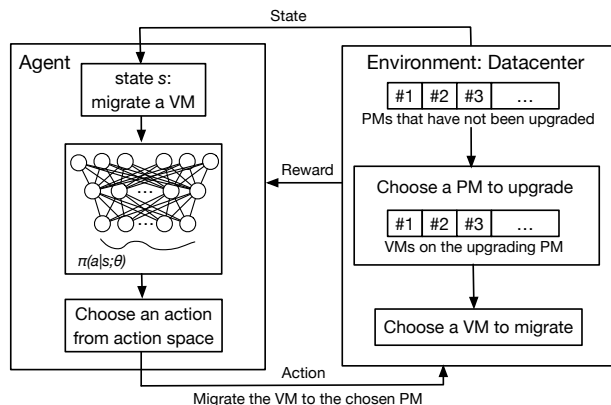 State
Agent
state s:
migrate a VM
...
...
π(a|s;θ)
Choose an action
from action space
Reward
Environment: Datacenter
#1 #2 #3 ...
PMs that have not been upgraded
Choose a PM to upgrade
#1 #2 #3 ...
VMs on the upgrading PM
Choose a VM to migrate
Action
Migrate the VM to the chosen PM